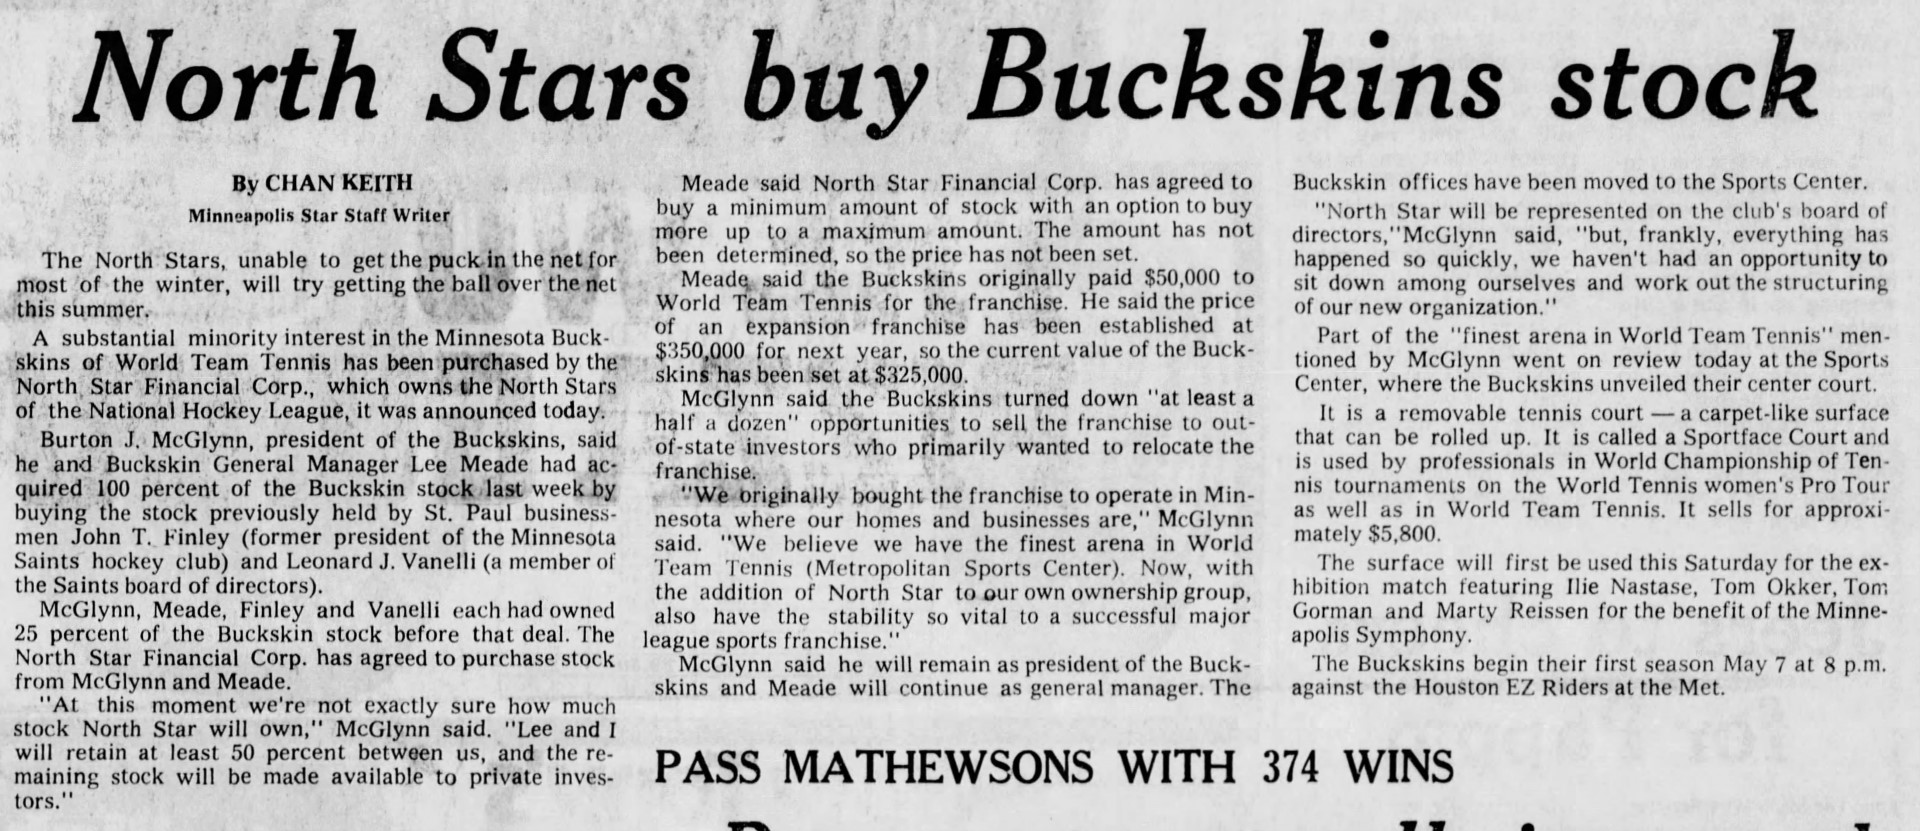 North Stars buy Buckskins stock
By CHAN KEITH
Minneapolis Star Staff Writer
The North Stars, unable to get the puck in the net for
most of the winter, will try getting the ball over the net
this summer.
A substantial minority interest in the Minnesota Buck-
skins of World Team Tennis has been purchased by the
North Star Financial Corp., which owns the North Stars
of the National Hockey League, it was announced today.
Burton J. McGlynn, president of the Buckskins, said
he and Buckskin General Manager Lee Meade had ac-
quired 100 percent of the Buckskin stock last week by
buying the stock previously held by St. Paul business-
men John T. Finley (former president of the Minnesota
Saints hockey club) and Leonard J. Vanelli (a member of
the Saints board of directors).
McGlynn, Meade, Finley and Vanelli each had owned
25 percent of the Buckskin stock before that deal. The
North Star Financial Corp. has agreed to purchase stock
from McGlynn and Meade.
"At this moment we're not exactly sure how much
stock North Star will own," McGlynn said. "Lee and I
will retain at least 50 percent between us, and the re-
maining stock will be made available to private inves-
tors."
Meade said North Star Financial Corp. has agreed to
buy a minimum amount of stock with an option to buy
more up to a maximum amount. The amount has not
been determined, so the price has not been set.
Meade said the Buckskins originally paid $50,000 to
World Team Tennis for the franchise. He said the price
of an expansion franchise has been established at
$350,000 for next year, so the current value of the Buck-
skins has been set at $325,000.
McGlynn said the Buckskins turned down "at least a
half a dozen" opportunities to sell the franchise to out-
of-state investors who primarily wanted to relocate the
franchise.
"We originally bought the franchise to operate in Min-
nesota where our homes and businesses are," McGlynn
said. "We believe we have the finest arena in World
Team Tennis (Metropolitan Sports Center). Now, with
the addition of North Star to our own ownership group,
also have the stability so vital to a successful major
league sports franchise."
McGlynn said he will remain as president of the Buck-
skins and Meade will continue as general manager. The
Buckskin offices have been moved to the Sports Center.
"North Star will be represented on the club's board of
directors,"McGlynn said, "but, frankly, everything has
happened so quickly, we haven't had an opportunity to
sit down among ourselves and work out the structuring
of our new organization."
Part of the "finest arena in World Team Tennis" men-
tioned by McGlynn went on review today at the Sports
Center, where the Buckskins unveiled their center court.
It is a removable tennis court — a carpet-like surface
that can be rolled up. It is called a Sportface Court and
is used by professionals in World Championship of Ten-
nis tournaments on the World Tennis women's Pro Tour
as well as in World Team Tennis. It sells for approxi-
mately $5,800.
The surface will first be used this Saturday for the ex-
hibition match featuring Ilie Nastase, Tom Okker, Tom
Gorman and Marty Reissen for the benefit of the Minne-
apolis Symphony.
The Buckskins begin their first season May 7 at 8 p.m.
against the Houston EZ Riders at the Met.
PASS MATHEWSONS WITH 374 WINS